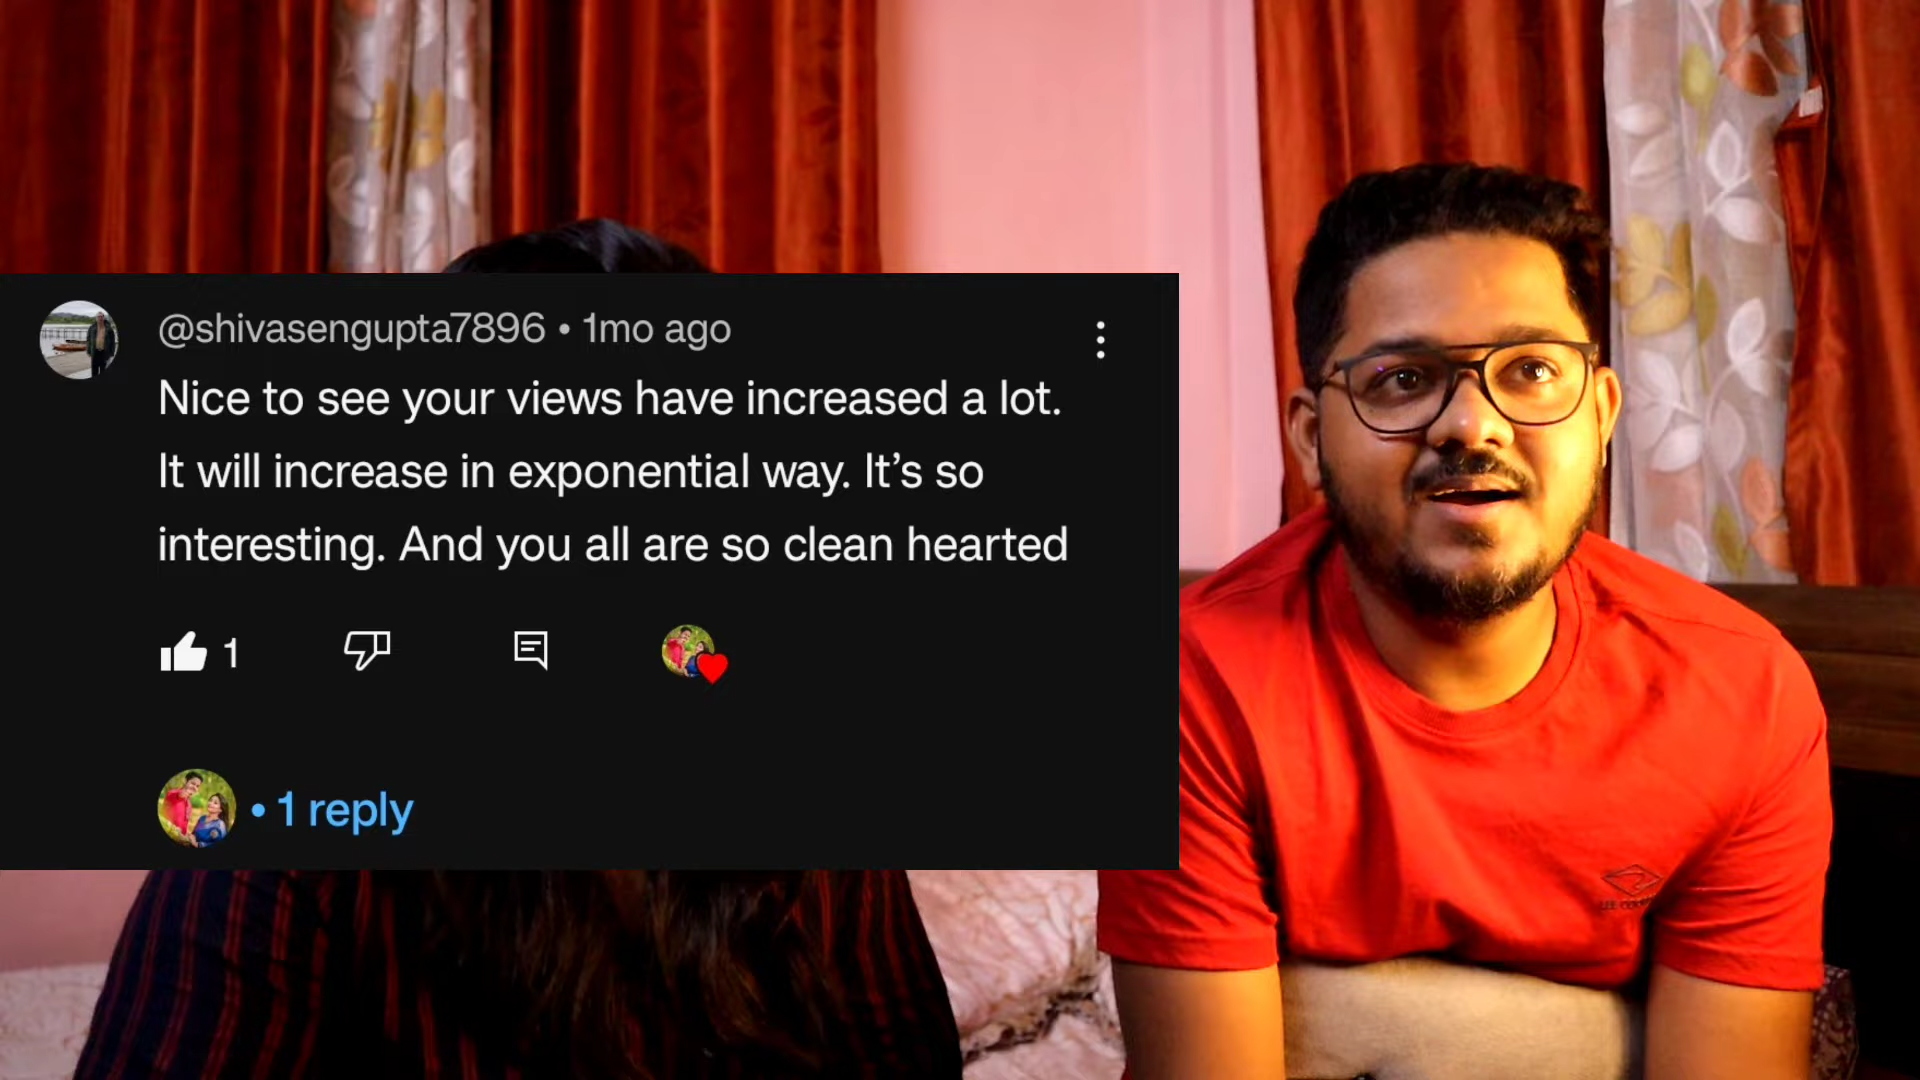 @shivasengupta7896 • 1mo ago
Nice to see your views have increased a lot.
It will increase in exponential way. It’s so
interesting. And you all are so clean hearted
1
• 1 reply